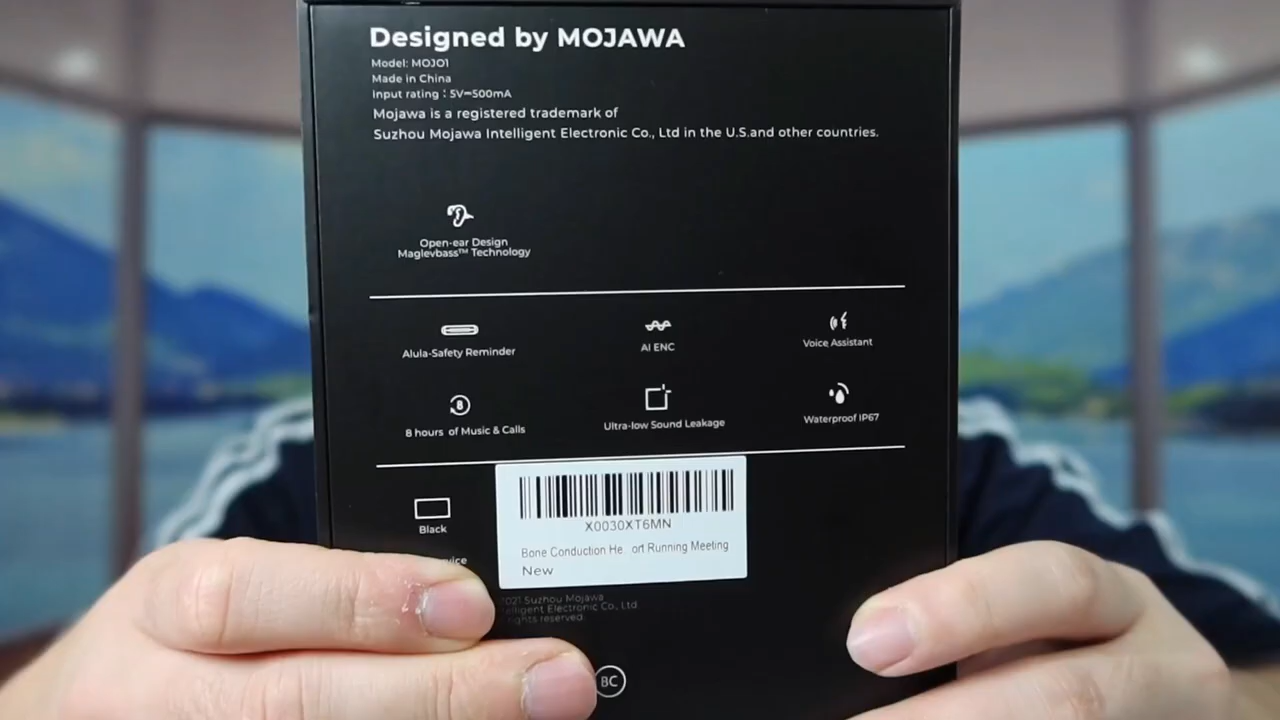 Designed by MOJAWA
Model: MOJO1
Made in China
Input rating : 5V⎓500mA
Mojawa is a registered trademark of
Suzhou Mojawa Intelligent Electronic Co., Ltd in the U.S.and other countries.
Open-ear Design
Maglevbass™ Technology
Alula-Safety Reminder
AI ENC
Voice Assistant
8
8 hours of Music & Calls
Ultra-low Sound Leakage
Waterproof IP67
Black
X0030XT6MN
Bone Conduction He. ort Running Meeting
New
Suzhou Mojawa
Electronic Co., Ltd
reserved.
BC